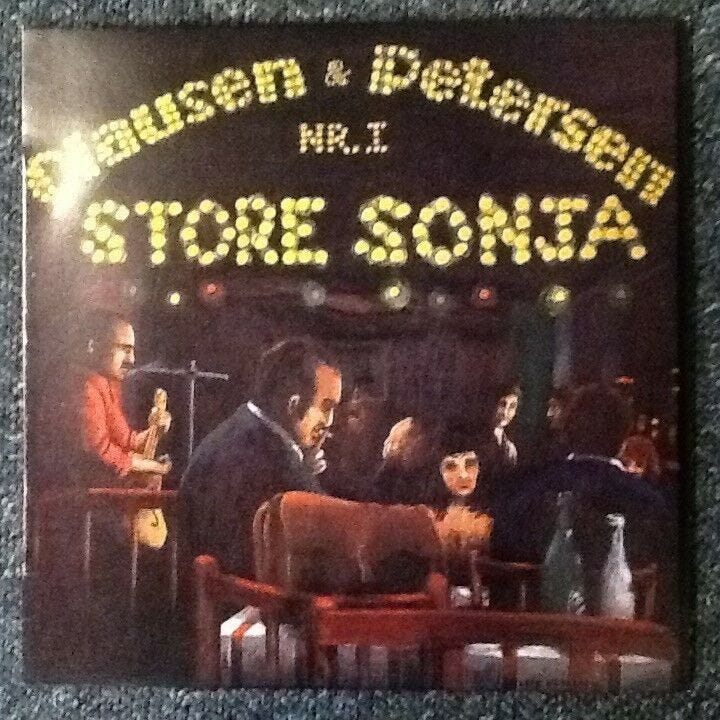 Clausen & Petersen
NR.I
STORE SONJA